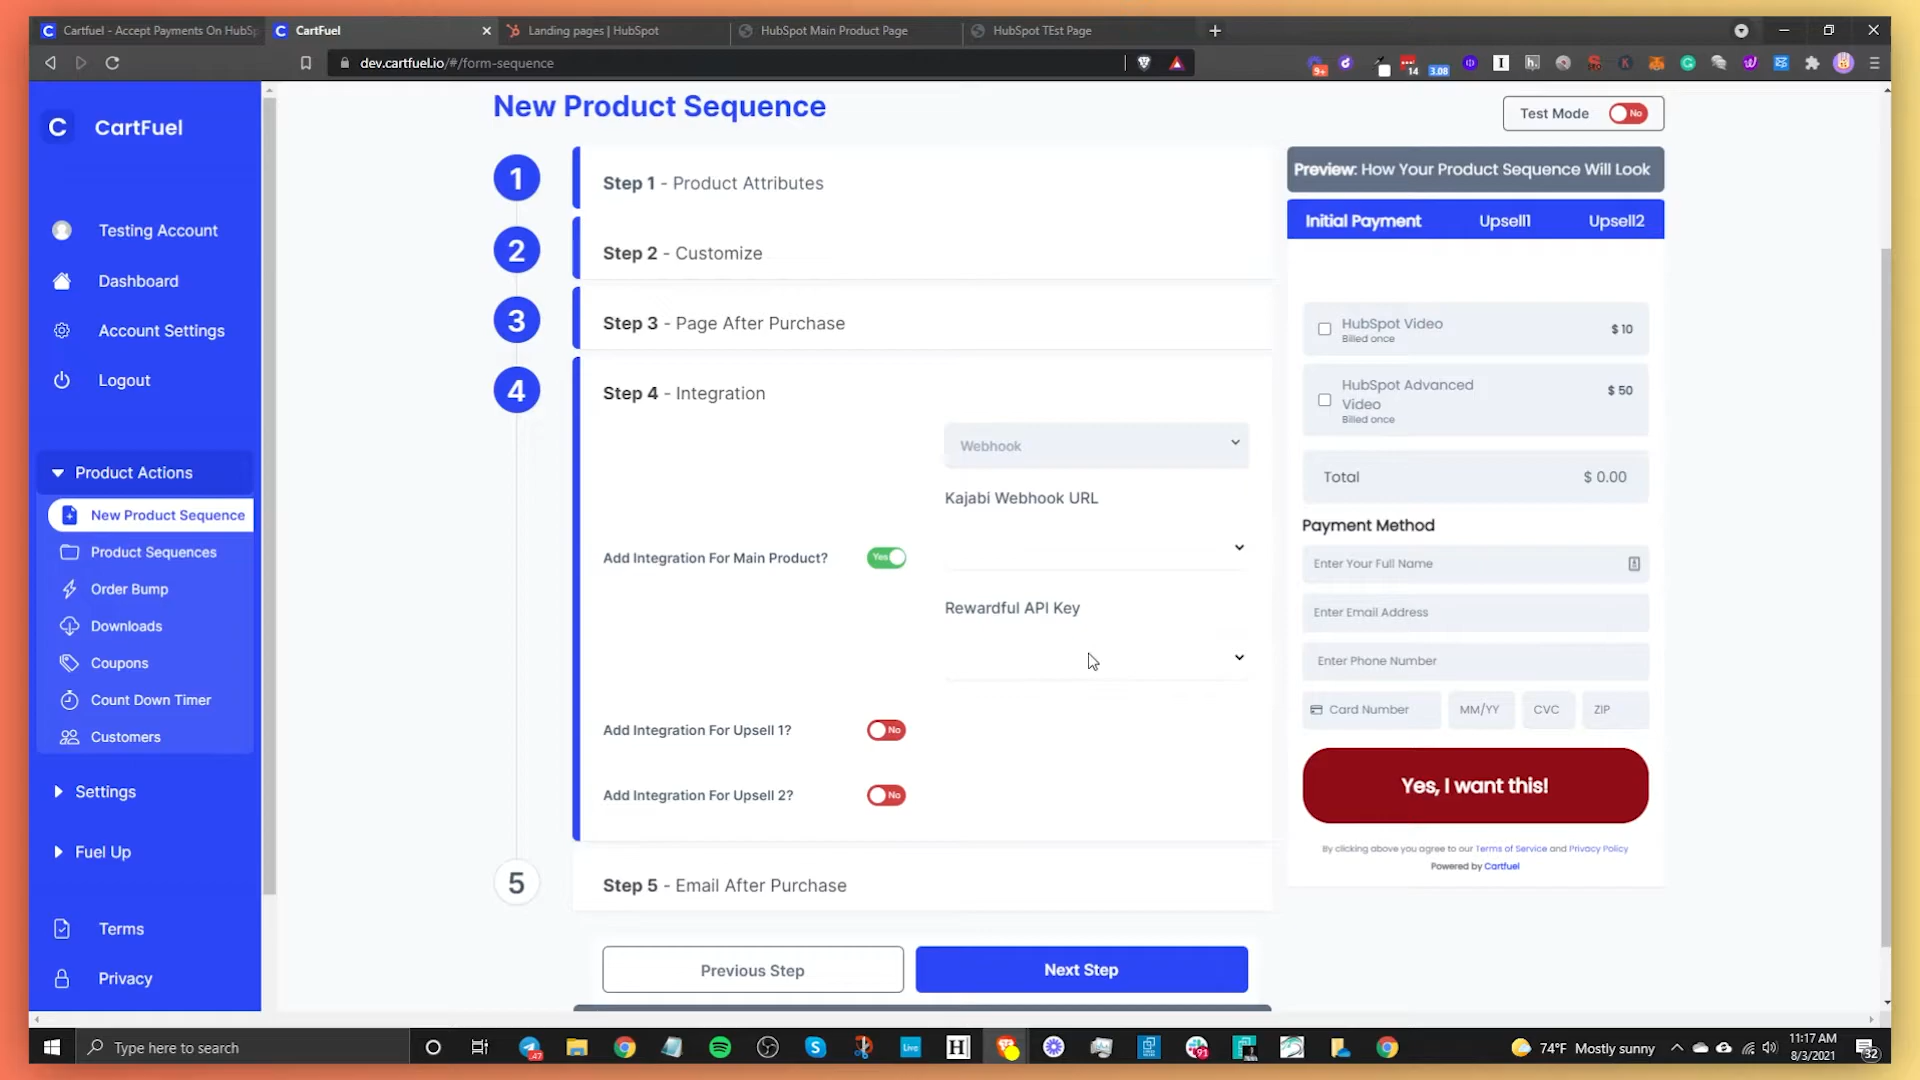 Cartfuel - Accept Payments On HubSp
CartFuel
Landing pages | HubSpot
HubSpot Main Product Page
HubSpot TEst Page
dev.cartfuel.io/#/form-sequence
9+
14
3.08
C CartFuel
Testing Account
Dashboard
Account Settings
Logout
Product Actions
New Product Sequence
Product Sequences
Order Bump
Downloads
Coupons
Count Down Timer
Customers
Settings
Fuel Up
Terms
Privacy
New Product Sequence
Test Mode No
1 Step 1 - Product Attributes
2 Step 2 - Customize
3 Step 3 - Page After Purchase
4 Step 4 - Integration
Webhook
Kajabi Webhook URL
Add Integration For Main Product? Yes
Rewardful API Key
Add Integration For Upsell 1? No
Add Integration For Upsell 2? No
5 Step 5 - Email After Purchase
Previous Step
Next Step
Preview: How Your Product Sequence Will Look
Initial Payment Upsell1 Upsell2
HubSpot Video $ 10
Billed once
HubSpot Advanced Video $ 50
Billed once
Total $ 0.00
Payment Method
Enter Your Full Name
Enter Email Address
Enter Phone Number
Card Number MM/YY CVC ZIP
Yes, I want this!
By clicking above you agree to our Terms of Service and Privacy Policy
Powered by Cartfuel
Type here to search
47
Live
H
91
74°F Mostly sunny
11:17 AM
8/3/2021
32